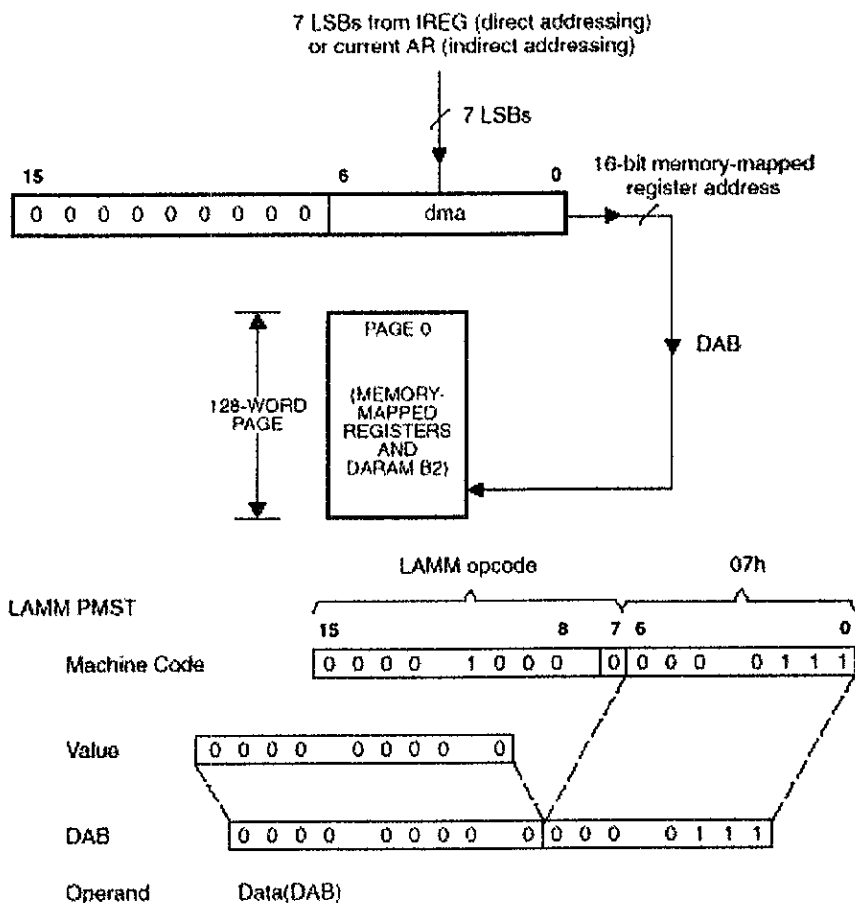 7 LSBs from IREG (direct addressing)
or current AR (indirect addressing)
7 LSBs
15 6 0
16-bit memory-mapped
register address
0 0 0 0 0 0 0 0 0 dma
DAB
PAGE 0
128-WORD
PAGE
(MEMORY-
MAPPED
REGISTERS
AND
DARAM B2)
LAMM opcode 07h
LAMM PMST
15 8 7 6 0
Machine Code 0 0 0 0 1 0 0 0 0 0 0 0 0 1 1 1
Value 0 0 0 0 0 0 0 0 0
DAB 0 0 0 0 0 0 0 0 0 0 0 0 0 1 1 1
Operand Data(DAB)